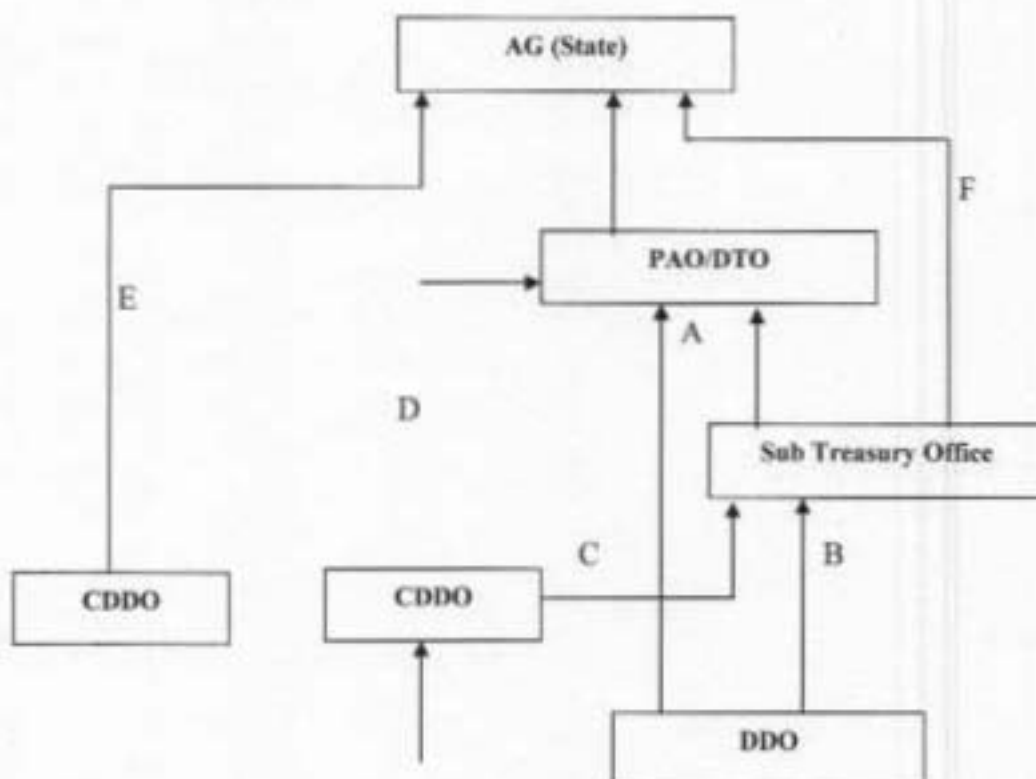 AG (State)
F
PAO/DTO
E
A
D
Sub Treasury Office
C
B
CDDO
CDDO
DDO